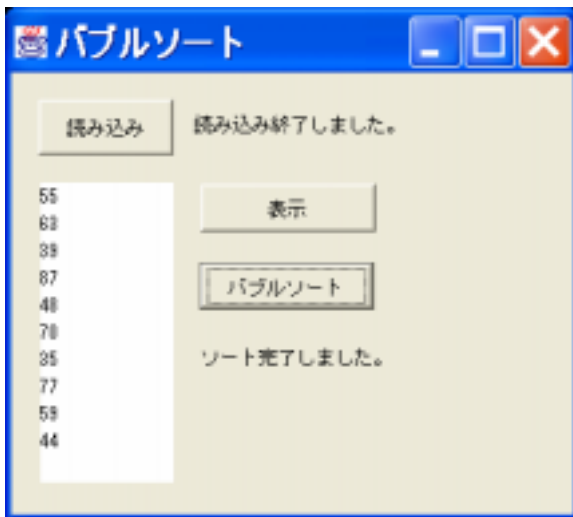 バブルソート
読み込み
読み込み終了しました。
55
63
39
87
48
70
35
77
59
44
表示
バブルソート
ソート完了しました。